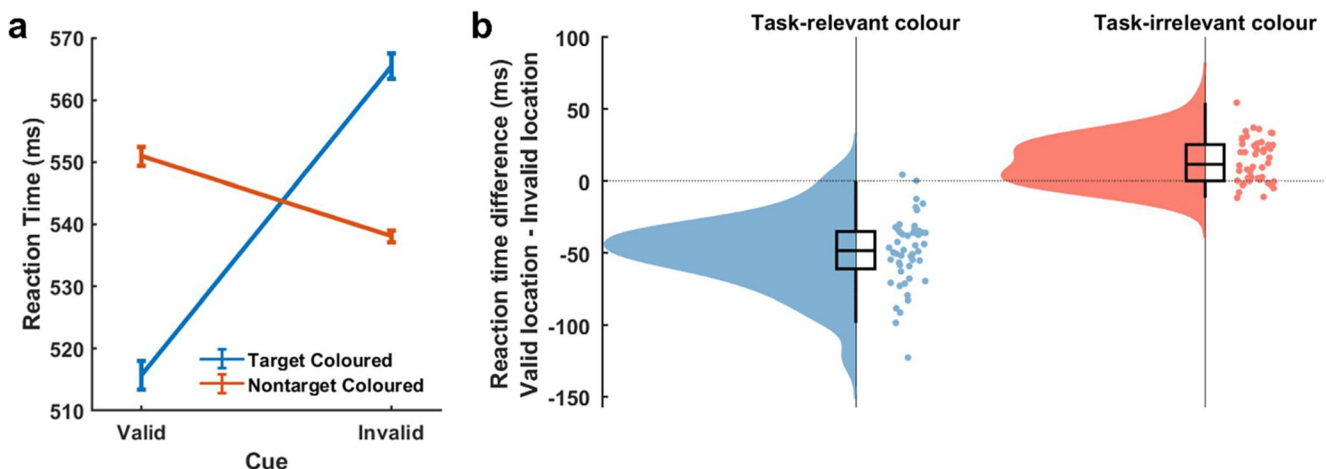 a
570
560
550
540
530
520
510
Reaction Time (ms)
Valid
Invalid
Cue
Target Coloured
Nontarget Coloured
b
Task-relevant colour
Task-irrelevant colour
Reaction time difference (ms)
Valid location - Invalid location
100
50
0
-50
-100
-150